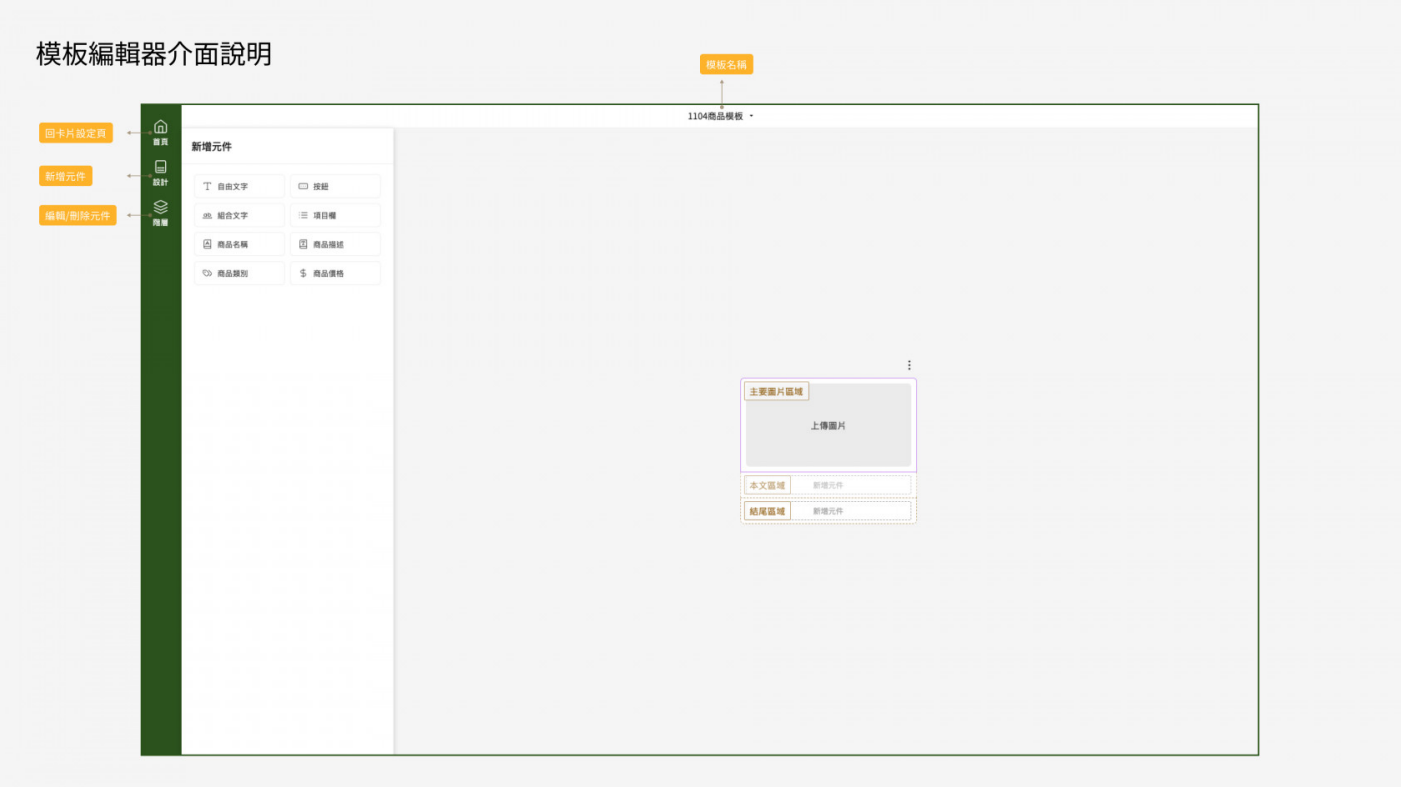 模板編輯器介面說明
模板名稱
1104商品模板
回卡片設定頁
首頁
新增元件
設計
編輯/刪除元件
階層
新增元件
自由文字
按鈕
組合文字
項目欄
商品名稱
商品描述
商品類別
商品價格
主要圖片區域
上傳圖片
本文區域
新增元件
結尾區域
新增元件